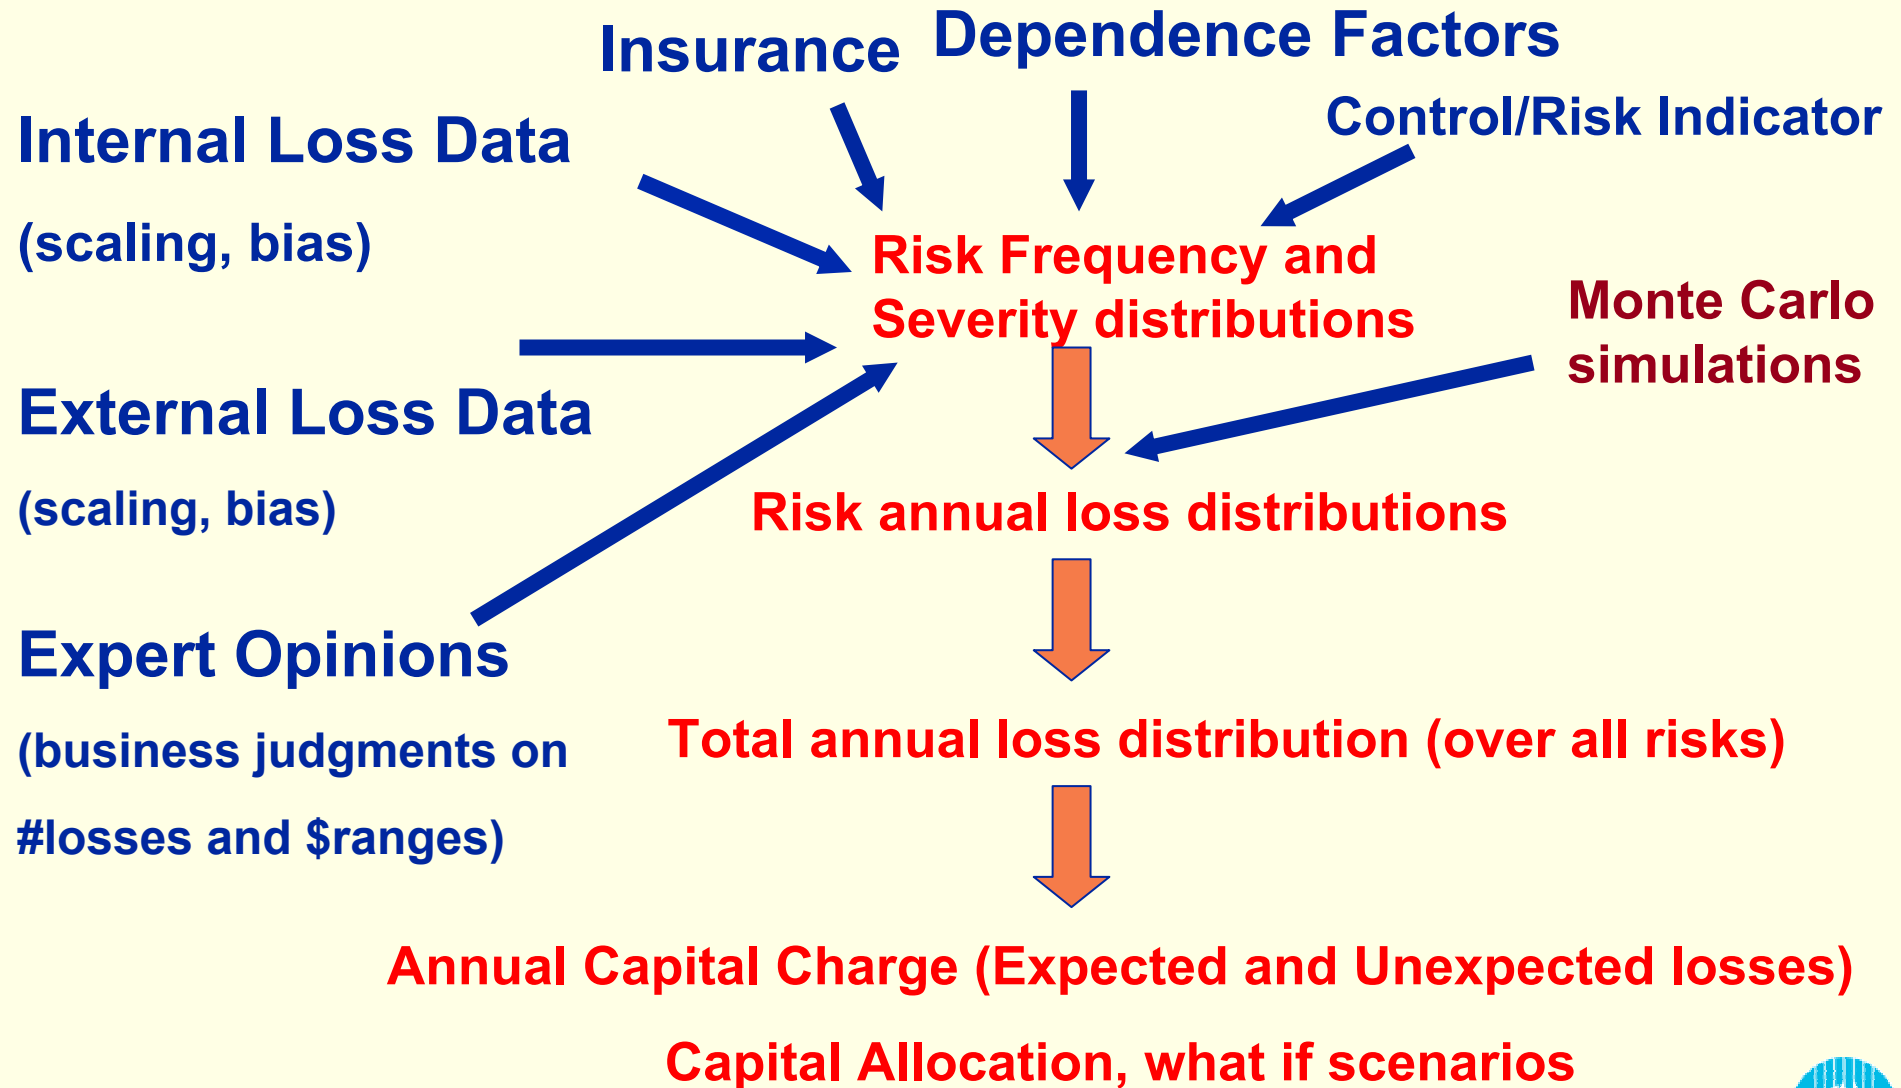 Insurance
Dependence Factors
Control/Risk Indicator
Internal Loss Data
(scaling, bias)
Risk Frequency and
Severity distributions
Monte Carlo
simulations
External Loss Data
(scaling, bias)
Risk annual loss distributions
Expert Opinions
(business judgments on
#losses and $ranges)
Total annual loss distribution (over all risks)
Annual Capital Charge (Expected and Unexpected losses)
Capital Allocation, what if scenarios